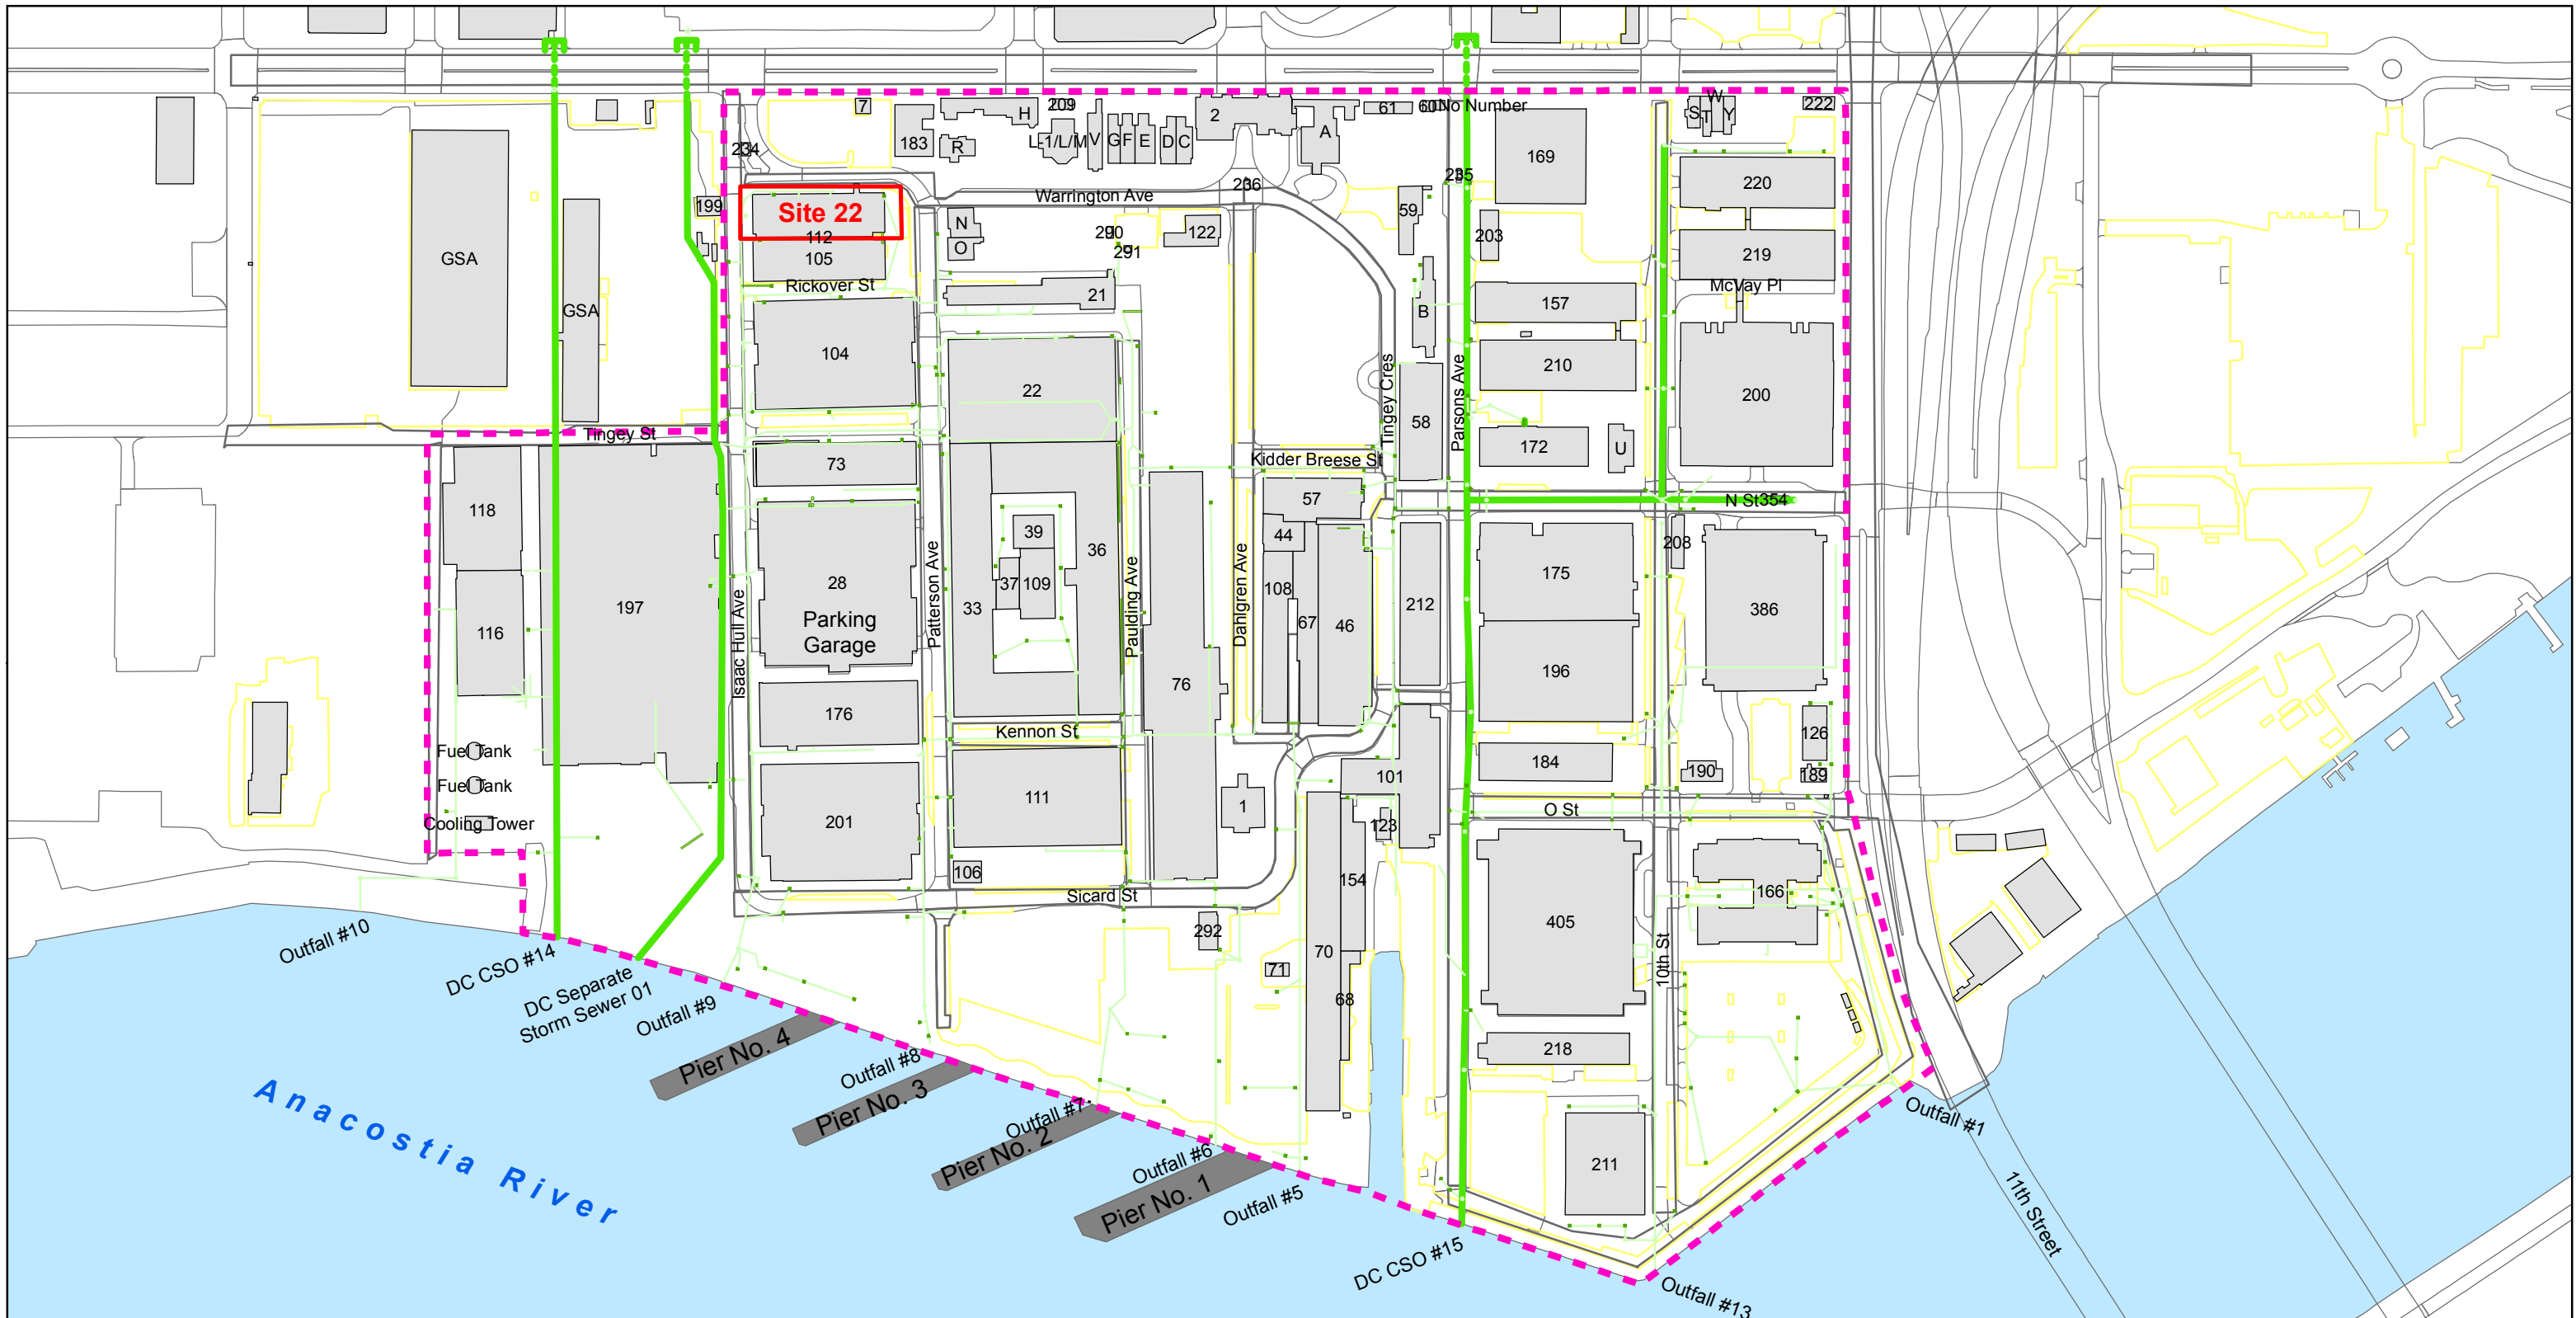 7
183
H
209
R
L-1/L/M
V
G
F
E
D
C
2
A
61
No Number
169
S
W
T
Y
222
234
Warrington Ave
236
235
220
Site 22
199
112
105
Rickover St
N
O
290
291
122
59
203
219
McVay Pl
GSA
GSA
21
B
157
104
22
Tingey Cres
Parsons Ave
210
200
58
Tingey St
73
Kidder Breese St
172
U
118
57
N St
354
39
44
208
Isaac Hull Ave
Patterson Ave
36
Paulding Ave
Dahlgren Ave
175
197
28
37
109
108
33
212
386
116
Parking
Garage
67
46
196
76
176
Kennon St
126
Fuel Tank
184
190
189
Fuel Tank
101
111
1
O St
Cooling Tower
201
123
106
154
166
Sicard St
405
292
10th St
Outfall #10
DC CSO #14
70
71
DC Separate
Storm Sewer 01
Outfall #9
68
Pier No. 4
218
Outfall #8
Pier No. 3
Anacostia River
Outfall #7
Pier No. 2
Outfall #1
Outfall #6
211
Pier No. 1
Outfall #5
11th Street
DC CSO #15
Outfall #13